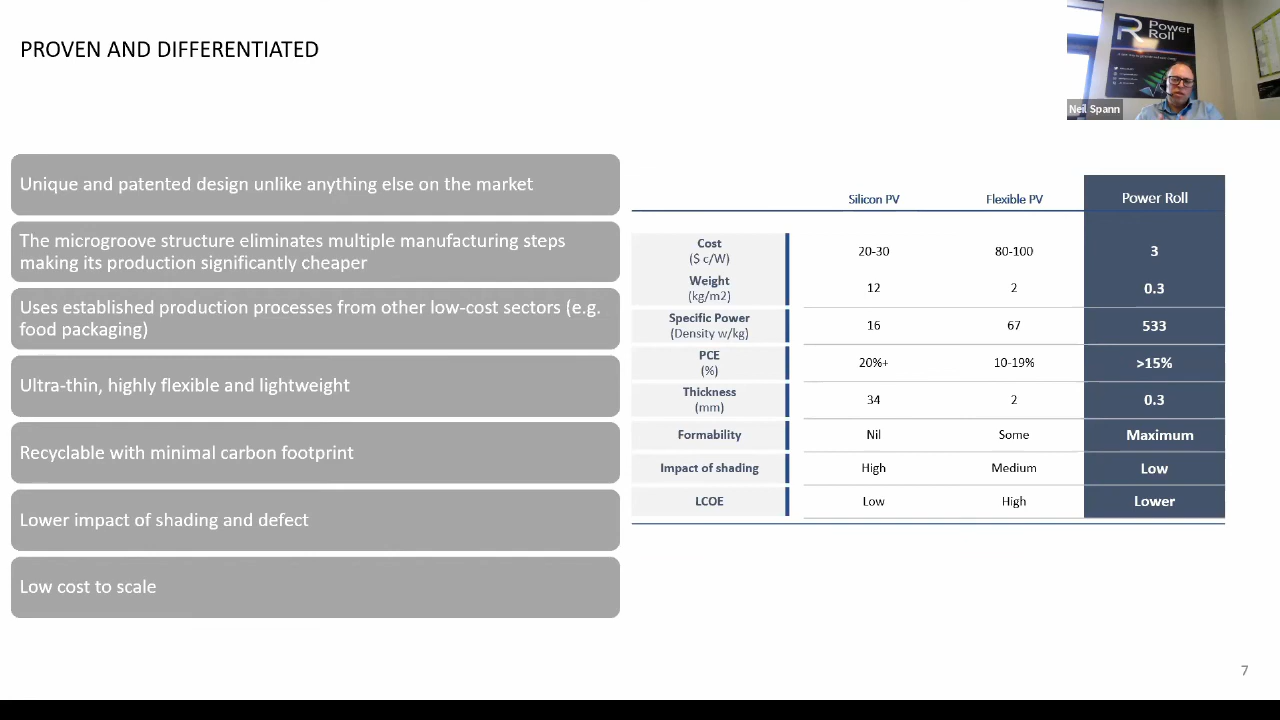 PROVEN AND DIFFERENTIATED
Power
Roll
Neil Spann
Unique and patented design unlike anything else on the market
The microgroove structure eliminates multiple manufacturing steps
making its production significantly cheaper
Uses established production processes from other low-cost sectors (e.g.
food packaging)
Ultra-thin, highly flexible and lightweight
Recyclable with minimal carbon footprint
Lower impact of shading and defect
Low cost to scale
Silicon PV Flexible PV Power Roll
Cost
($ c/W) 20-30 80-100 3
Weight
(kg/m2) 12 2 0.3
Specific Power
(Density w/kg) 16 67 533
PCE
(%) 20%+ 10-19% >15%
Thickness
(mm) 34 2 0.3
Formability Nil Some Maximum
Impact of shading High Medium Low
LCOE Low High Lower
7